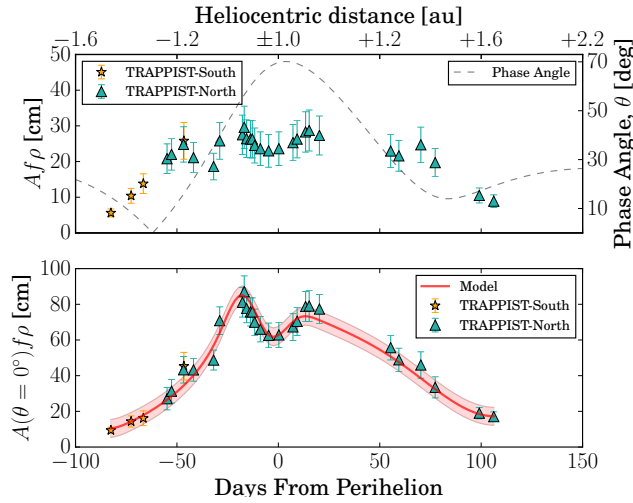 Heliocentric distance [au]
−1.6 −1.2 ±1.0 +1.2 +1.6 +2.2
Afρ [cm]
50
40
30
20
10
0
TRAPPIST-South
TRAPPIST-North
Phase Angle
70
50
30
10
Phase Angle, θ [deg]
A(θ = 0°)fρ [cm]
100
80
60
40
20
0
Model
TRAPPIST-South
TRAPPIST-North
−100 −50 0 50 100 150
Days From Perihelion